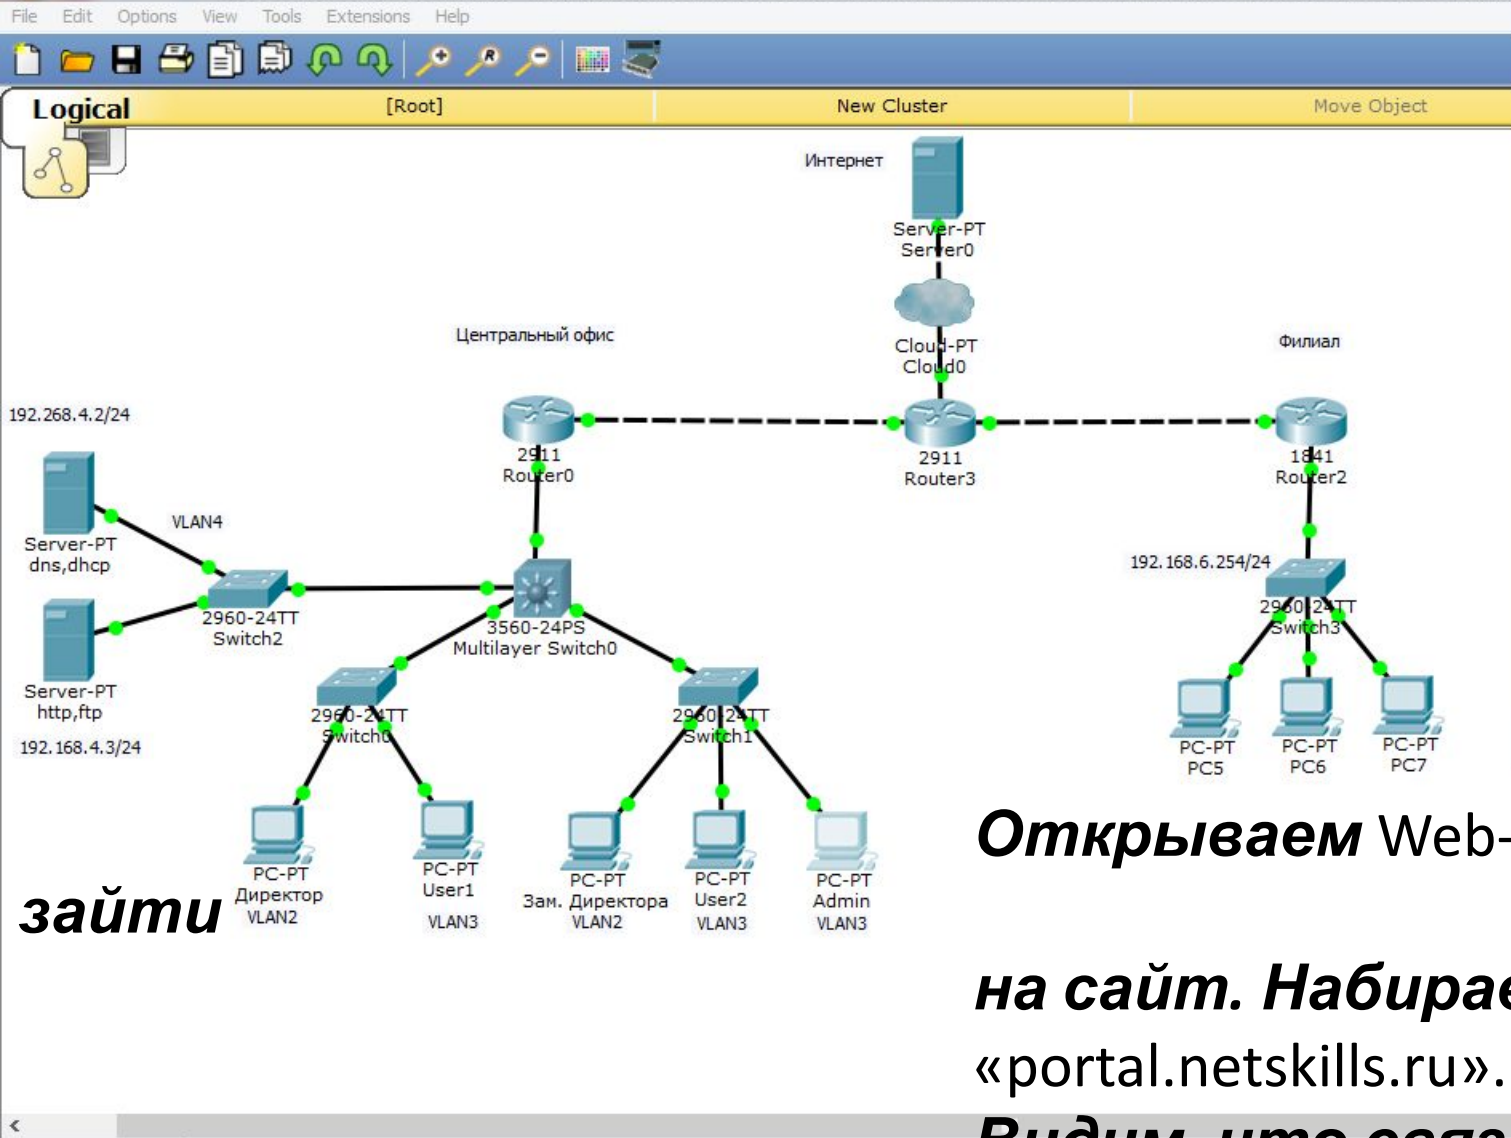 File Edit Options View Tools Extensions Help
Logical [Root] New Cluster Move Object
Интернет
Server-PT
Server0
Cloud-PT
Cloud0
Центральный офис
Филиал
192.268.4.2/24
2911
Router0
2911
Router3
1841
Router2
VLAN4
Server-PT
dns,dhcp
192.168.6.254/24
2960-24TT
Switch2
3560-24PS
Multilayer Switch0
2960-24TT
Switch3
Server-PT
http,ftp
192.168.4.3/24
2960-24TT
Switch0
2960-24TT
Switch1
PC-PT
PC5
PC-PT
PC6
PC-PT
PC7
PC-PT
Директор
VLAN2
PC-PT
User1
VLAN3
PC-PT
Зам. Директора
VLAN2
PC-PT
User2
VLAN3
PC-PT
Admin
VLAN3
Открываем Web-
зайти
на сайт. Набирае
«portal.netskills.ru».
Видим, что связ